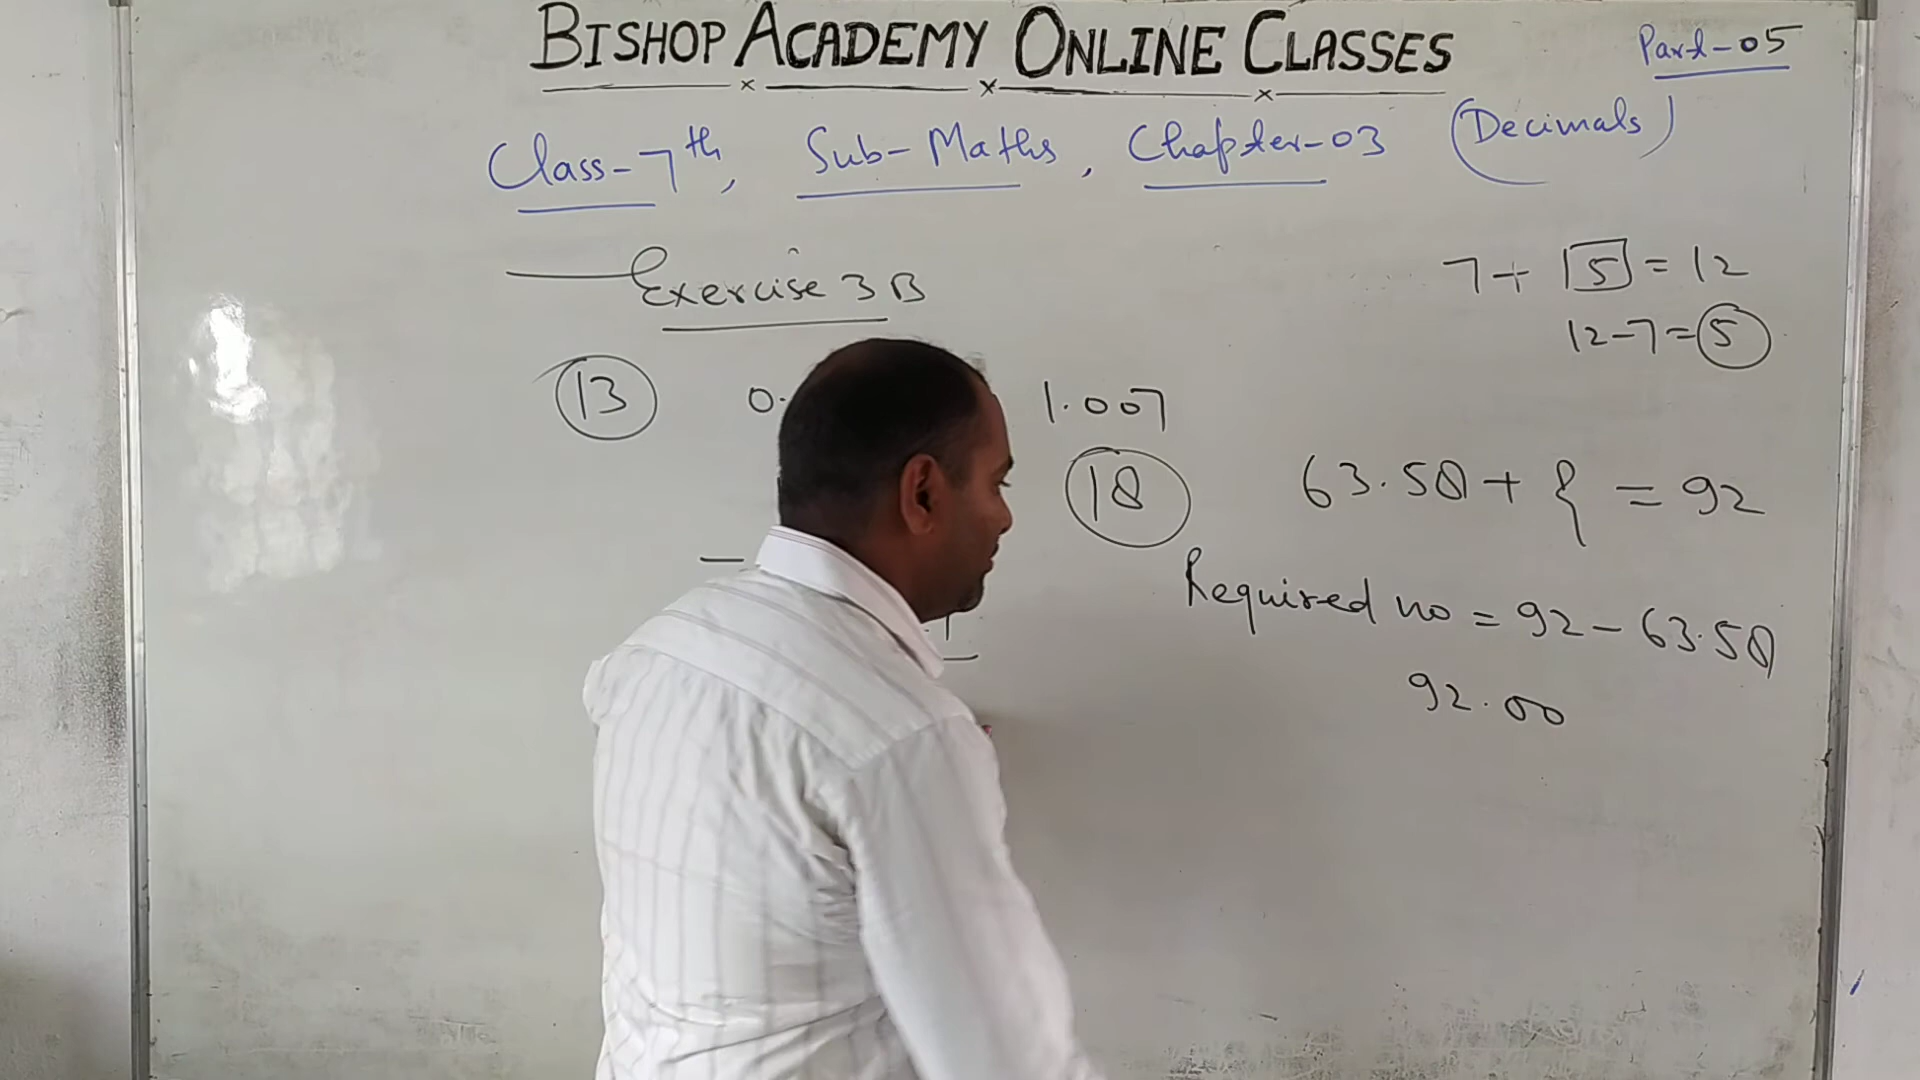 BISHOP ACADEMY ONLINE CLASSES
Part-05
Class-7th, Sub-Maths, Chapter-03 (Decimals)
Exercise 3B
7 + 5 = 12
12-7=5
13 0. 1.007
18 63.50 + { = 92
Required no = 92 - 63.50
92.00